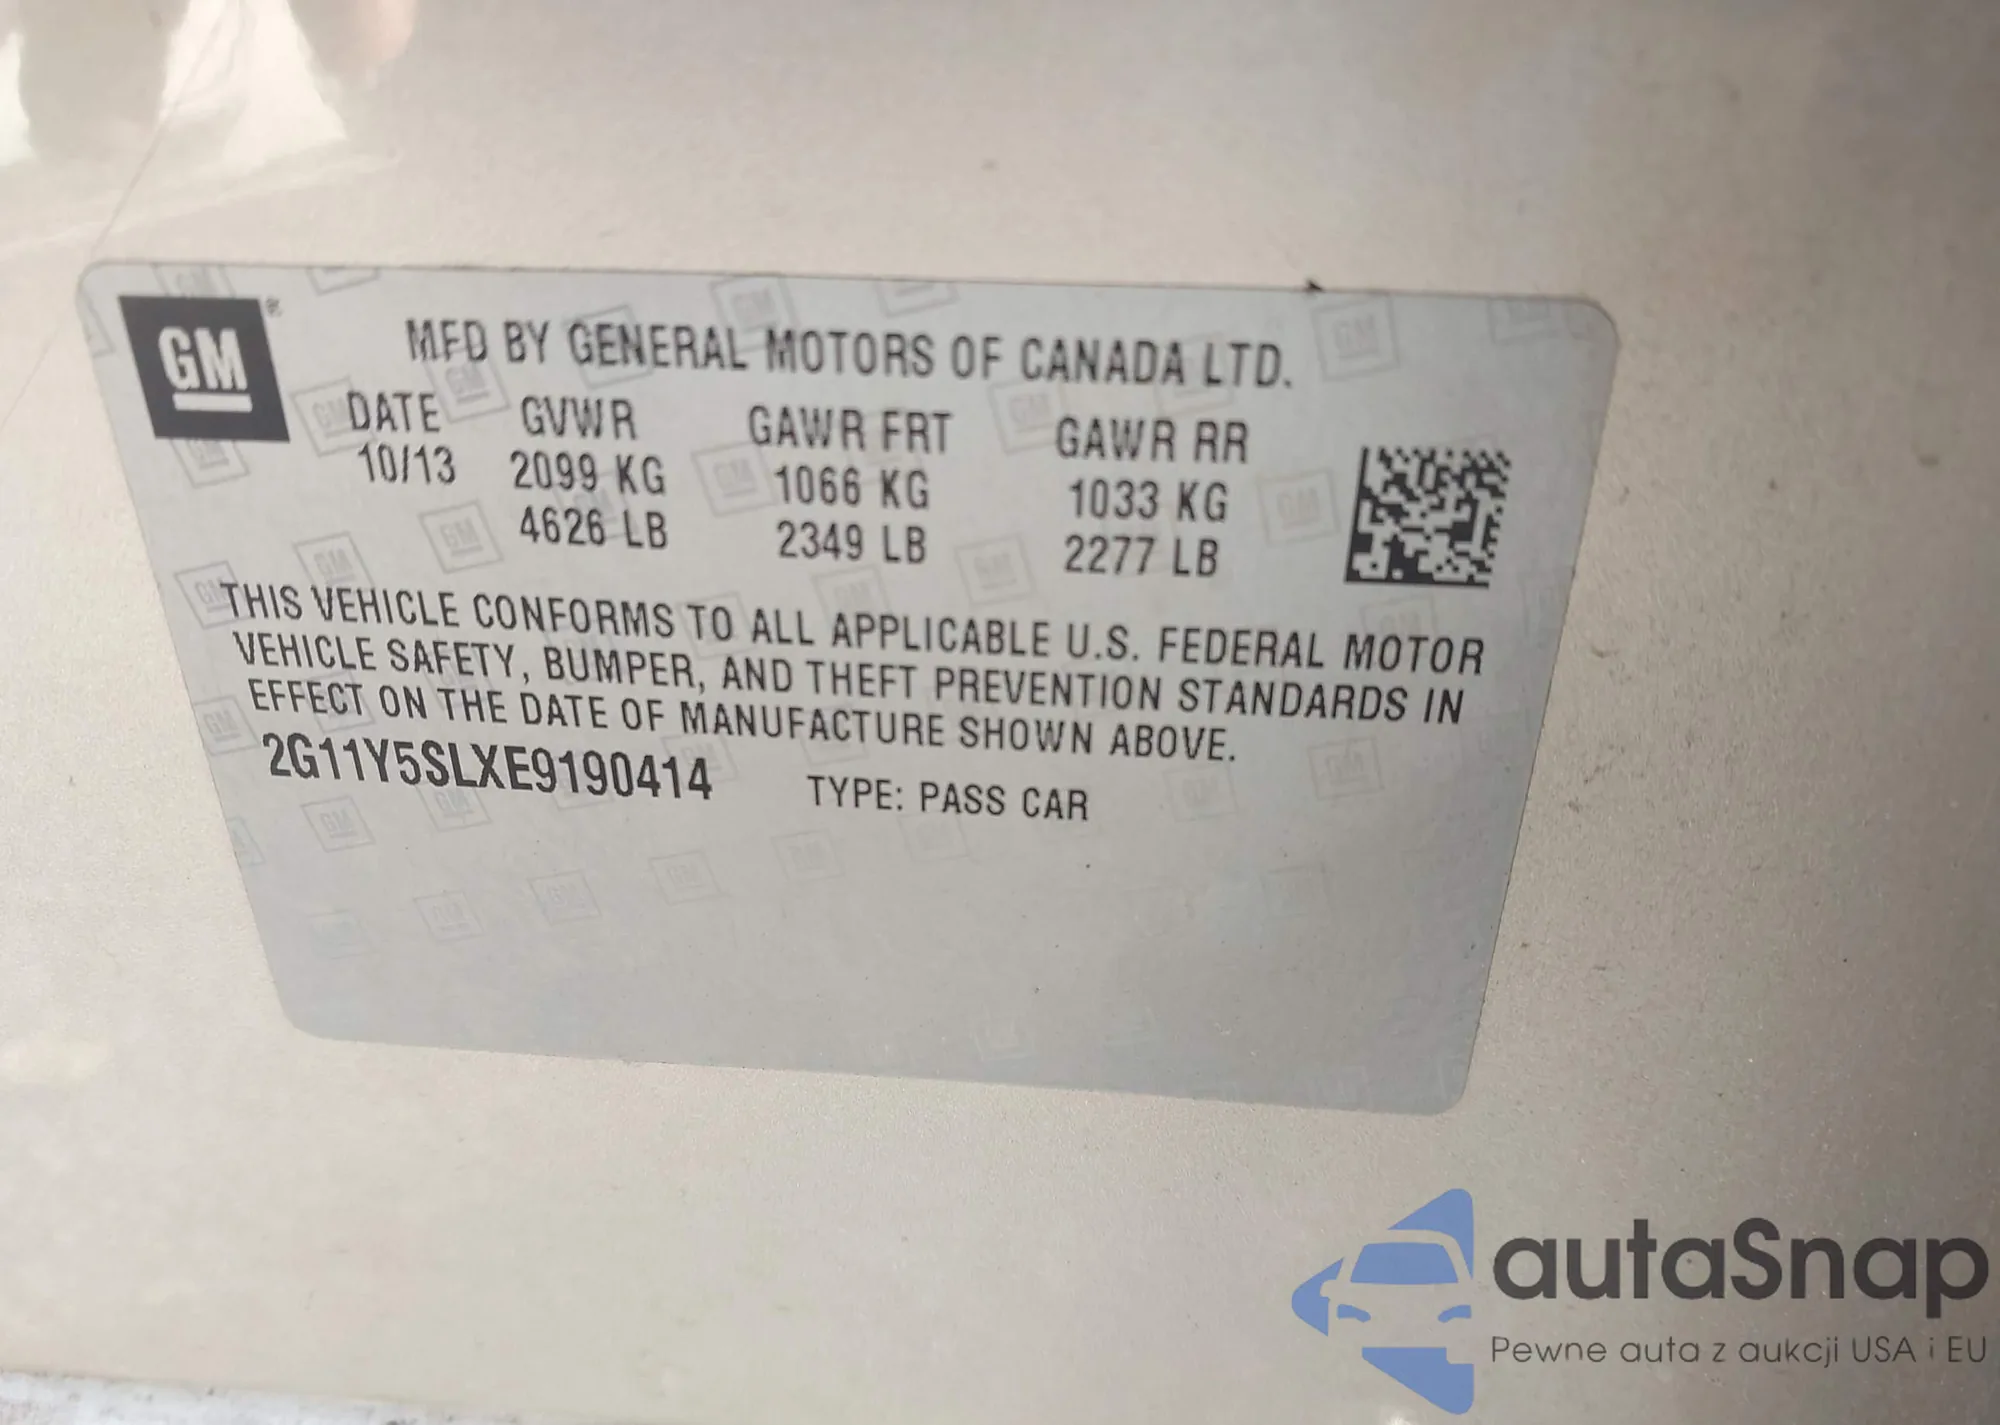 GM
MFD BY GENERAL MOTORS OF CANADA LTD.
DATE GVWR GAWR FRT GAWR RR
10/13 2099 KG 1066 KG 1033 KG
4626 LB 2349 LB 2277 LB
THIS VEHICLE CONFORMS TO ALL APPLICABLE U.S. FEDERAL MOTOR
VEHICLE SAFETY, BUMPER, AND THEFT PREVENTION STANDARDS IN
EFFECT ON THE DATE OF MANUFACTURE SHOWN ABOVE.
2G11Y5SLXE9190414 TYPE: PASS CAR
autaSnap
Pewne auta z aukcji USA i EU